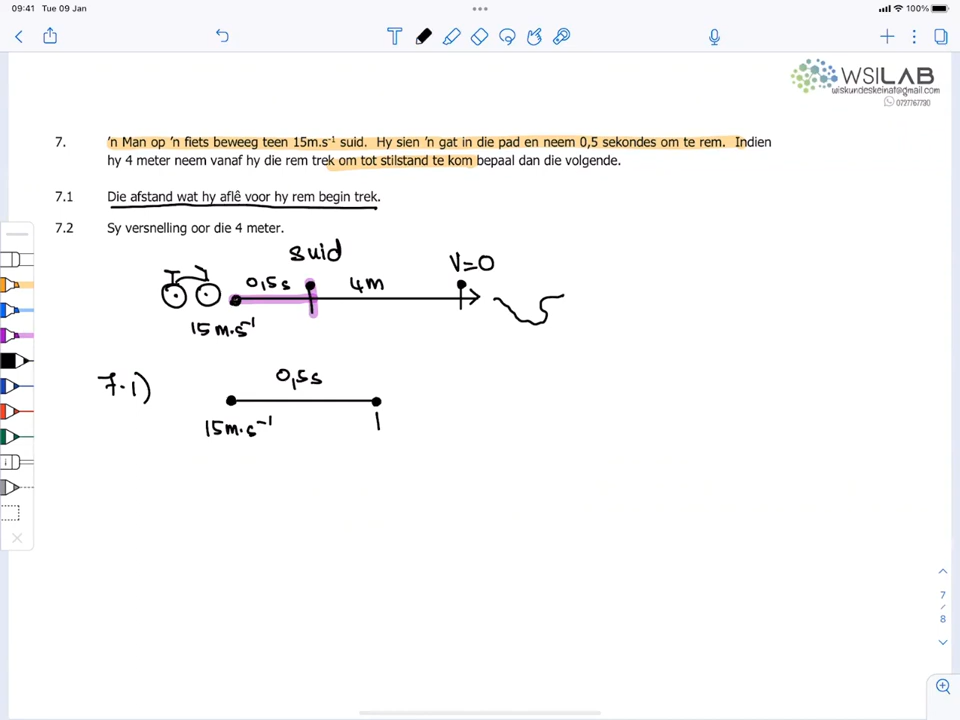 09:41 Tue 09 Jan
100%
WSILAB
wiskundeskeinaf@gmail.com
0727767730
7. 'n Man op 'n fiets beweeg teen 15m.s⁻¹ suid. Hy sien 'n gat in die pad en neem 0,5 sekondes om te rem. Indien
hy 4 meter neem vanaf hy die rem trek om tot stilstand te kom bepaal dan die volgende.
7.1 Die afstand wat hy aflê voor hy rem begin trek.
7.2 Sy versnelling oor die 4 meter.
suid
0,5s 4m V=0
15m.s⁻¹
7.1) 0,5s
15m.s⁻¹
7
/
8